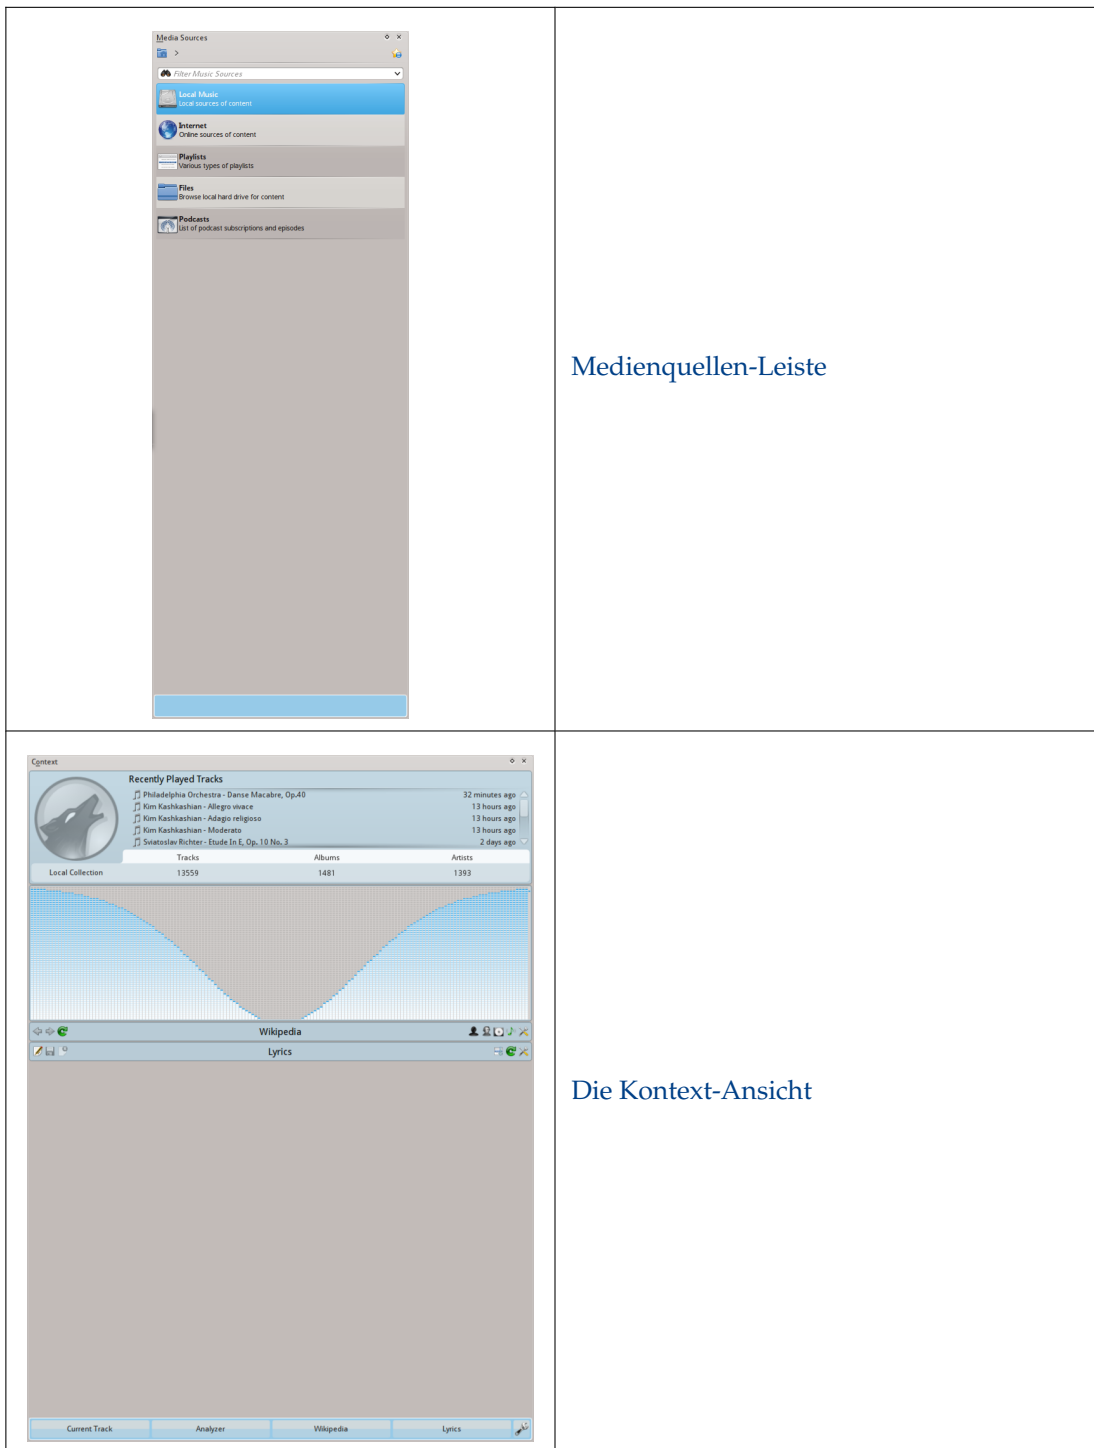 Media Sources
Filter Music Sources
Local Music
Local sources of content
Internet
Online sources of content
Playlists
Various types of playlists
Files
Browse local hard drive for content
Podcasts
List of podcast subscriptions and episodes
Medienquellen-Leiste
Context
Recently Played Tracks
Philadelphia Orchestra - Danse Macabre, Op.40 32 minutes ago
Kim Kashkashian - Allegro vivace 13 hours ago
Kim Kashkashian - Adagio religioso 13 hours ago
Kim Kashkashian - Moderato 13 hours ago
Sviatoslav Richter - Etude In E, Op. 10 No. 3 2 days ago
Tracks Albums Artists
Local Collection 13559 1481 1393
Wikipedia
Lyrics
Die Kontext-Ansicht
Current Track Analyzer Wikipedia Lyrics